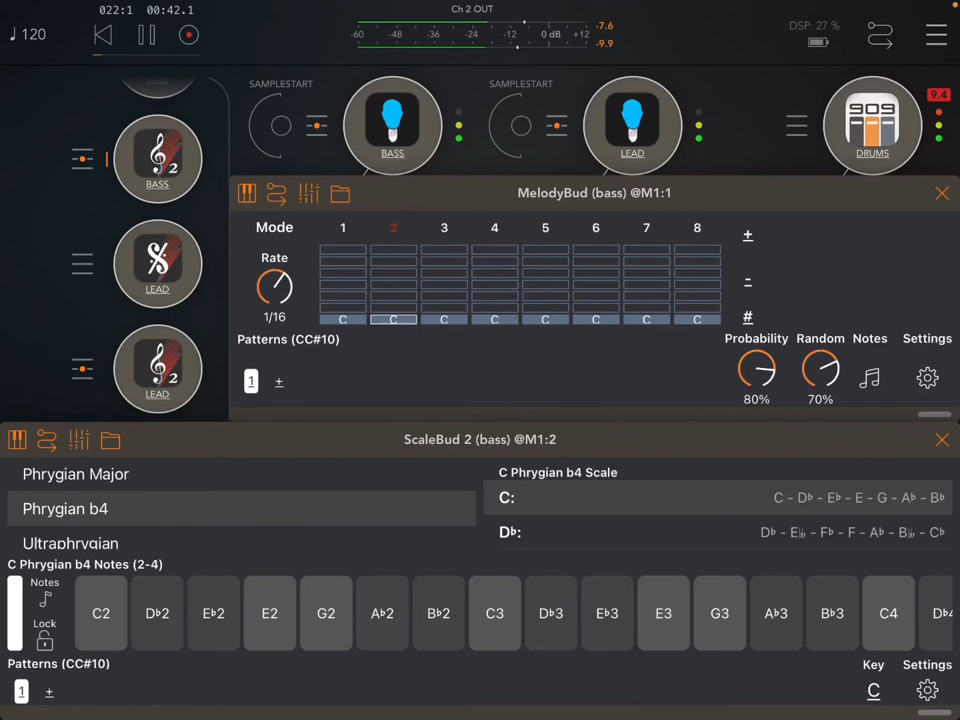 022:1 00:42.1
Ch 2 OUT
♩ 120
-60 -48 -36 -24 -12 0 dB +12
-7.6
-9.9
DSP: 27 %
SAMPLESTART
SAMPLESTART
9.4
909
BASS
LEAD
DRUMS
2
BASS
LEAD
2
LEAD
MelodyBud (bass) @M1:1
Mode
1 2 3 4 5 6 7 8
+
-
#
Rate
1/16
C C C C C C C C
Patterns (CC#10)
1 +
Probability Random Notes Settings
80% 70%
ScaleBud 2 (bass) @M1:2
Phrygian Major
Phrygian b4
Ultraphrygian
C Phrygian b4 Scale
C: C - D♭ - E♭ - E - G - A♭ - B♭
D♭: D♭ - E𝄫 - F♭ - F - A♭ - B𝄫 - C♭
C Phrygian b4 Notes (2-4)
Notes
Lock
C2 D♭2 E♭2 E2 G2 A♭2 B♭2 C3 D♭3 E♭3 E3 G3 A♭3 B♭3 C4 D♭4
Patterns (CC#10)
1 +
Key Settings
C